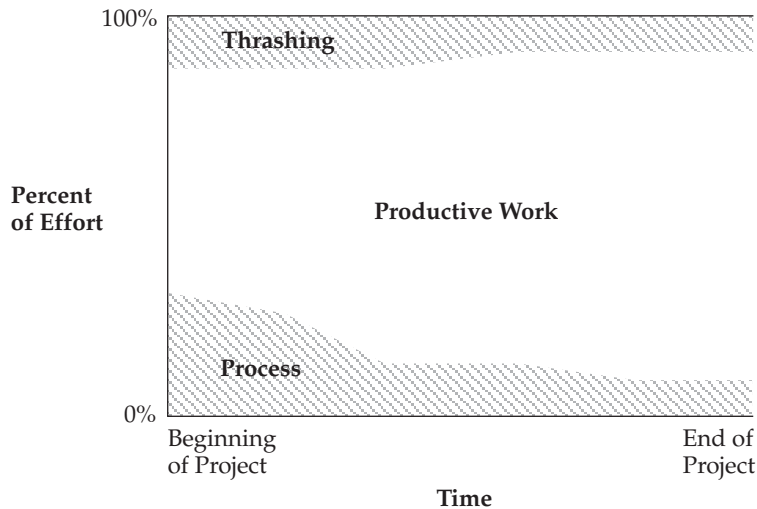 100%
Thrashing
Percent
of Effort
Productive Work
Process
0%
Beginning
of Project
End of
Project
Time